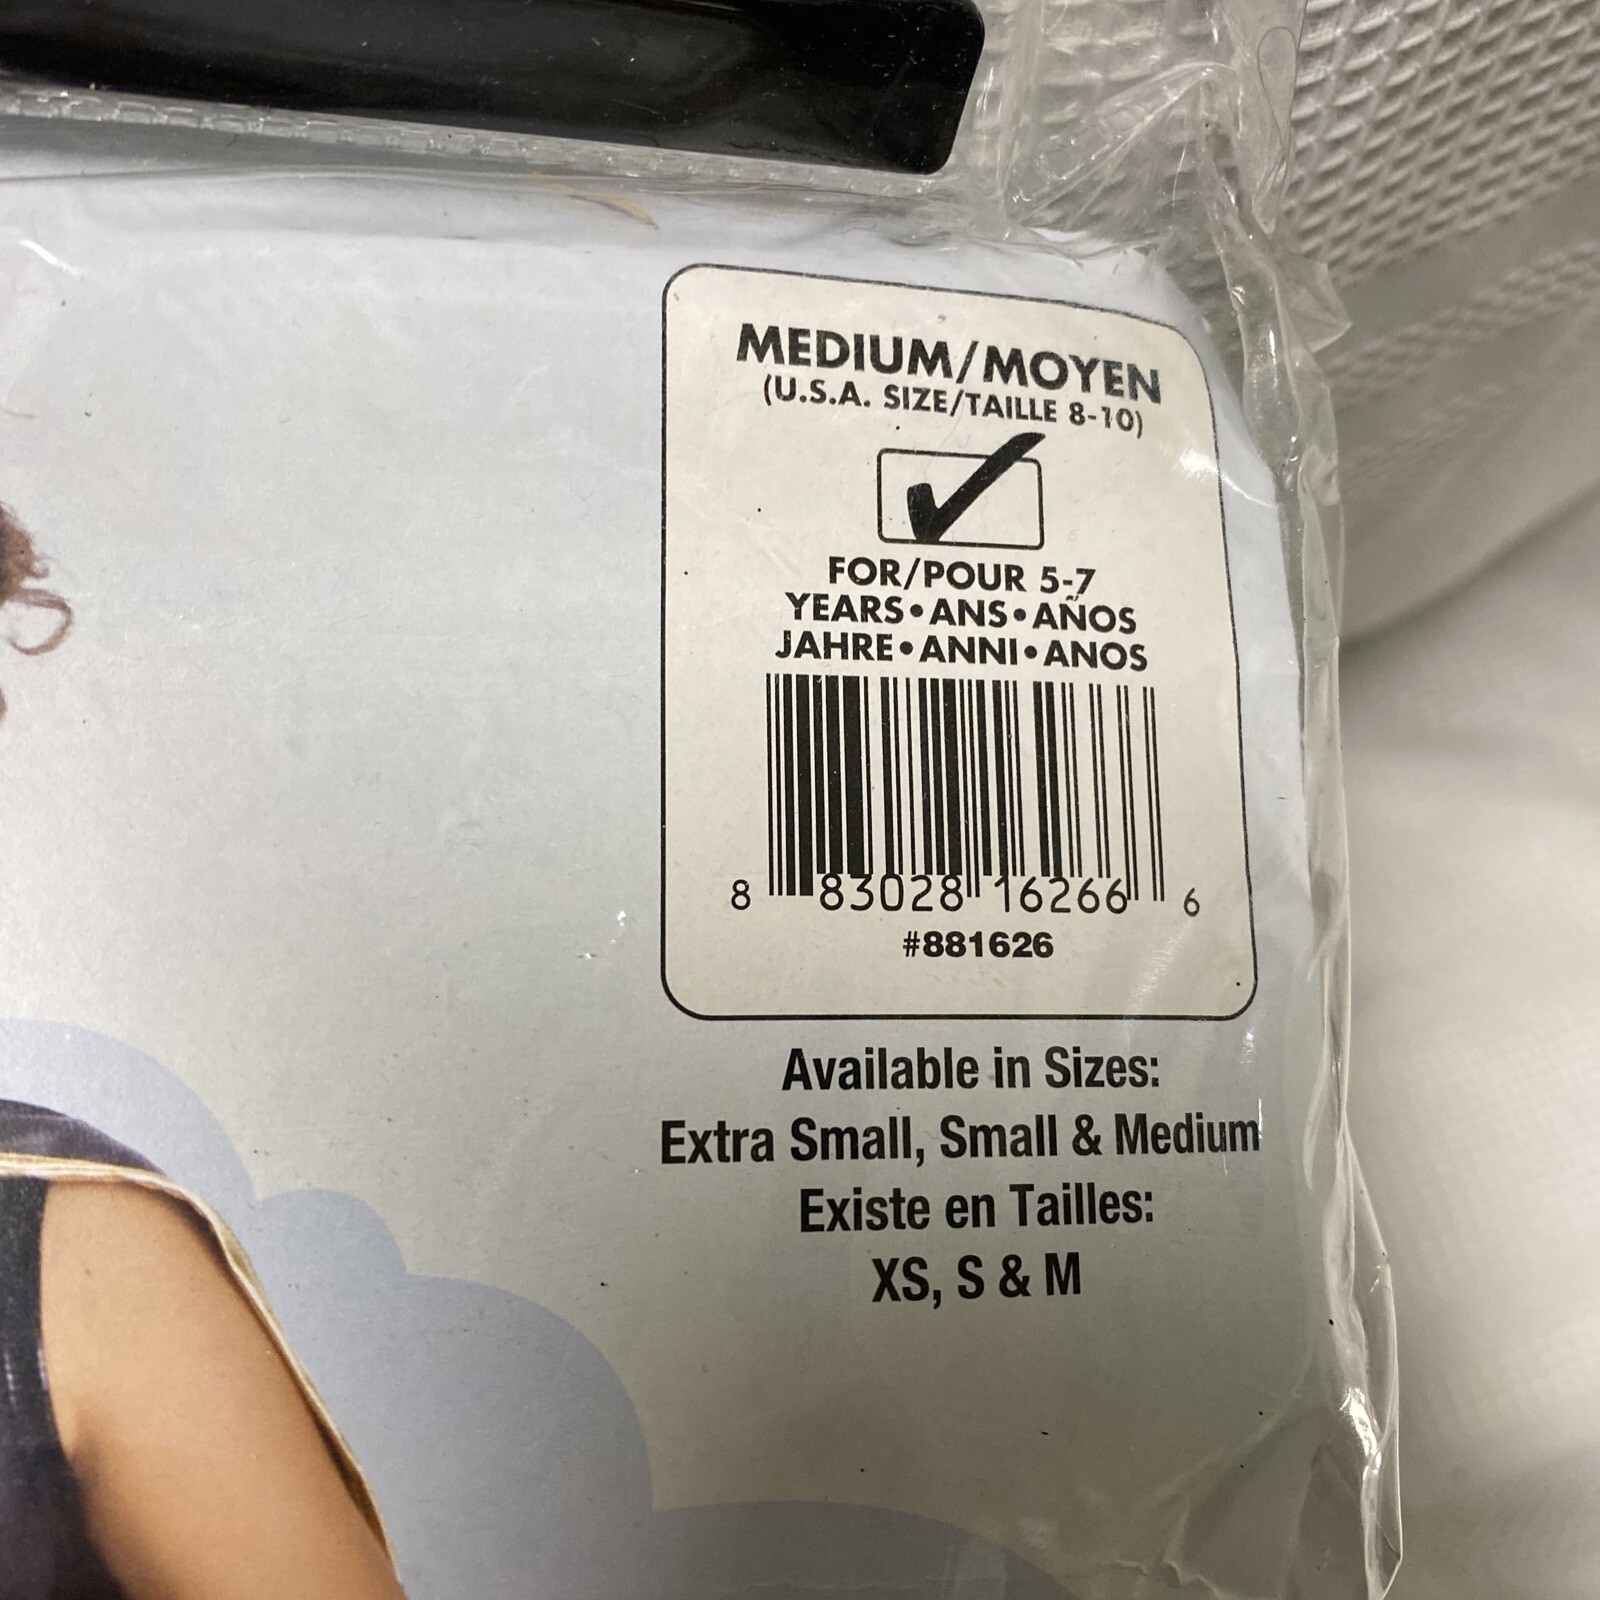 MEDIUM/MOYEN
(U.S.A. SIZE/TAILLE 8-10)
FOR/POUR 5-7
YEARS•ANS•AÑOS
JAHRE•ANNI•ANOS
8 83028 16266 6
#881626
Available in Sizes:
Extra Small, Small & Medium
Existe en Tailles:
XS, S & M